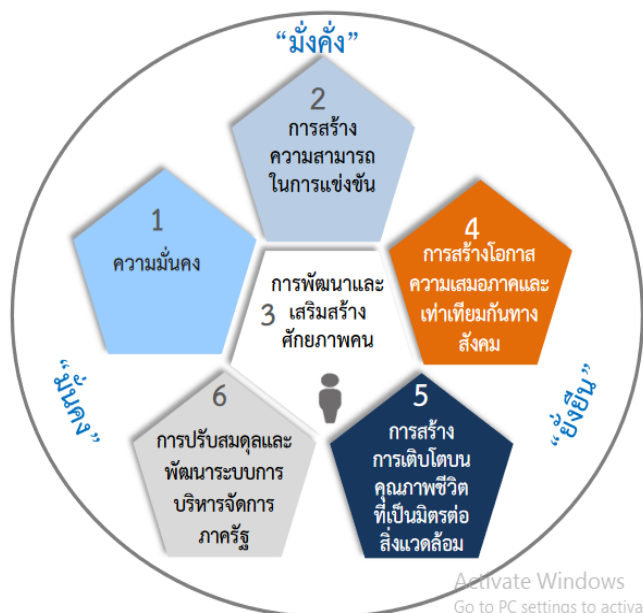 “มั่งคั่ง”
2
การสร้าง
ความสามารถ
ในการแข่งขัน
1
ความมั่นคง
4
การสร้างโอกาส
ความเสมอภาคและ
เท่าเทียมกันทาง
สังคม
3
การพัฒนาและ
เสริมสร้าง
ศักยภาพคน
“มั่นคง”
“ยั่งยืน”
6
การปรับสมดุลและ
พัฒนาระบบการ
บริหารจัดการ
ภาครัฐ
5
การสร้าง
การเติบโตบน
คุณภาพชีวิต
ที่เป็นมิตรต่อ
สิ่งแวดล้อม
Activate Windows
Go to PC settings to activa